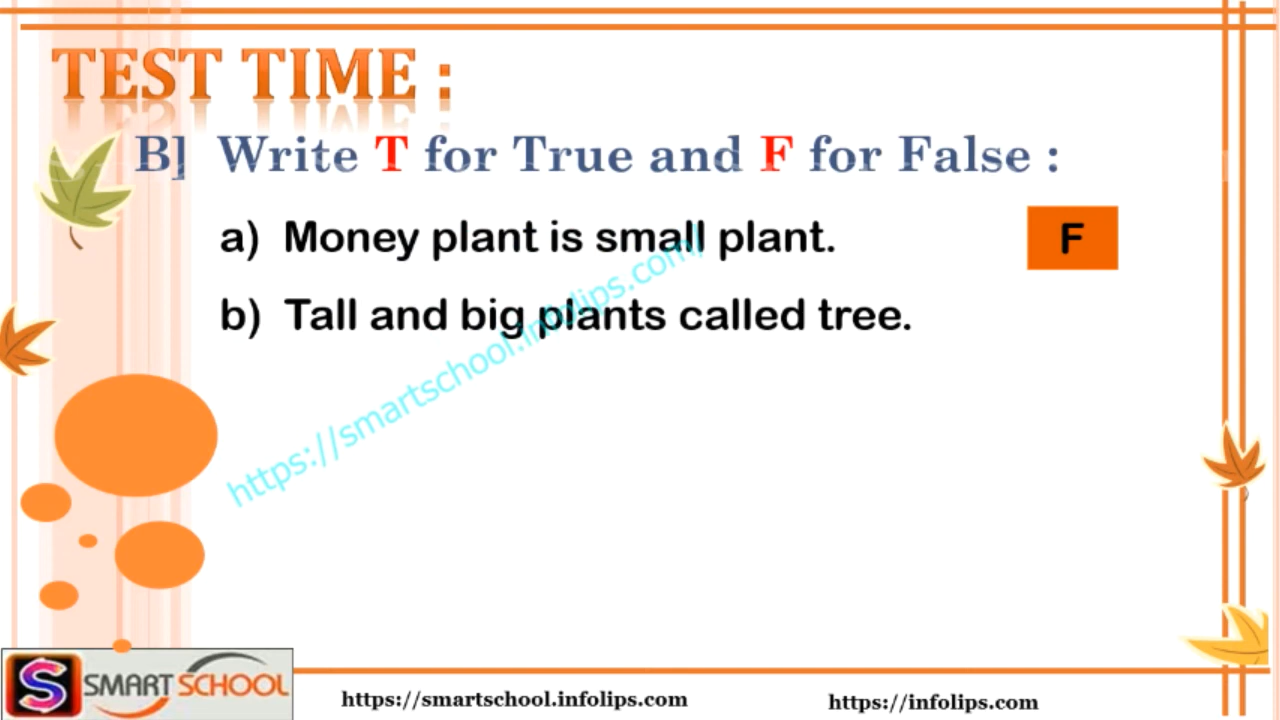 TEST TIME :
B] Write T for True and F for False :
a) Money plant is small plant.
F
b) Tall and big plants called tree.
https://smartschool.infolips.com/
S SMART SCHOOL
https://smartschool.infolips.com
https://infolips.com